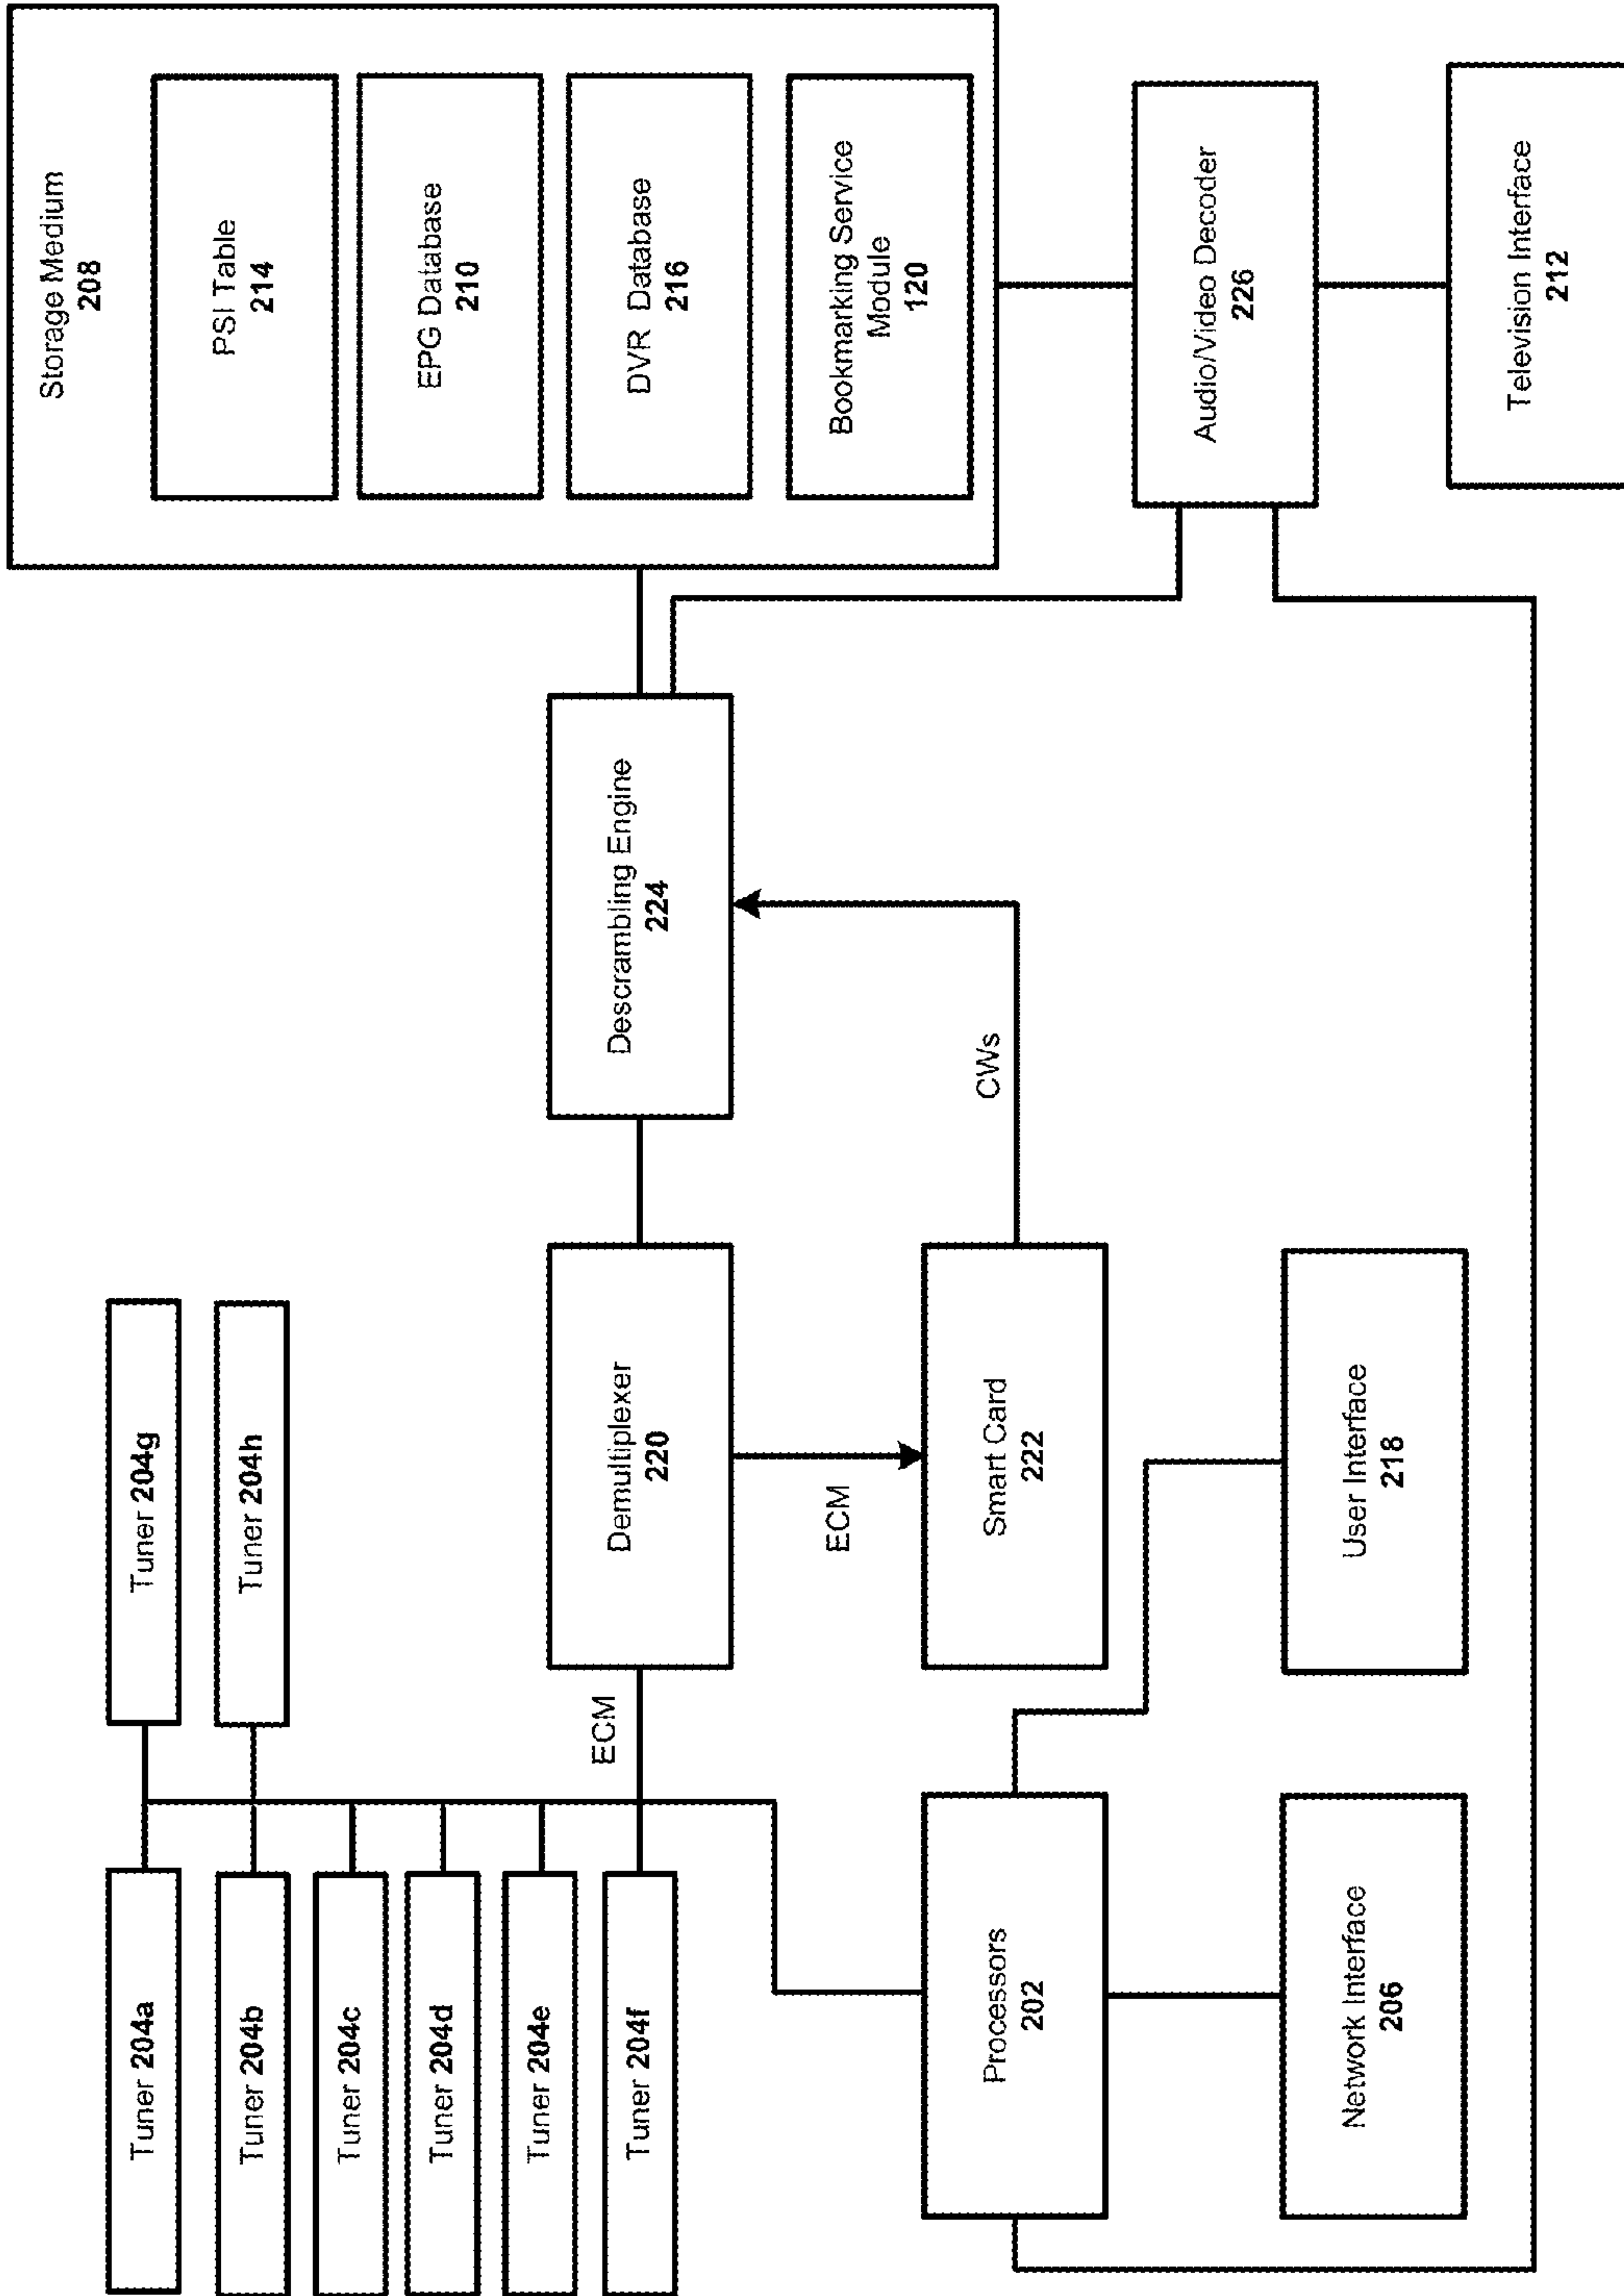 Tuner 204a
Tuner 204b
Tuner 204c
Tuner 204d
Tuner 204e
Tuner 204f
Tuner 204g
Tuner 204h
ECM
Demultiplexer
220
ECM
Smart Card
222
CWs
Descrambling Engine
224
Processors
202
Network Interface
206
User Interface
218
Storage Medium
208
PSI Table
214
EPG Database
210
DVR Database
216
Bookmarking Service
Module
120
Audio/Video Decoder
226
Television Interface
212